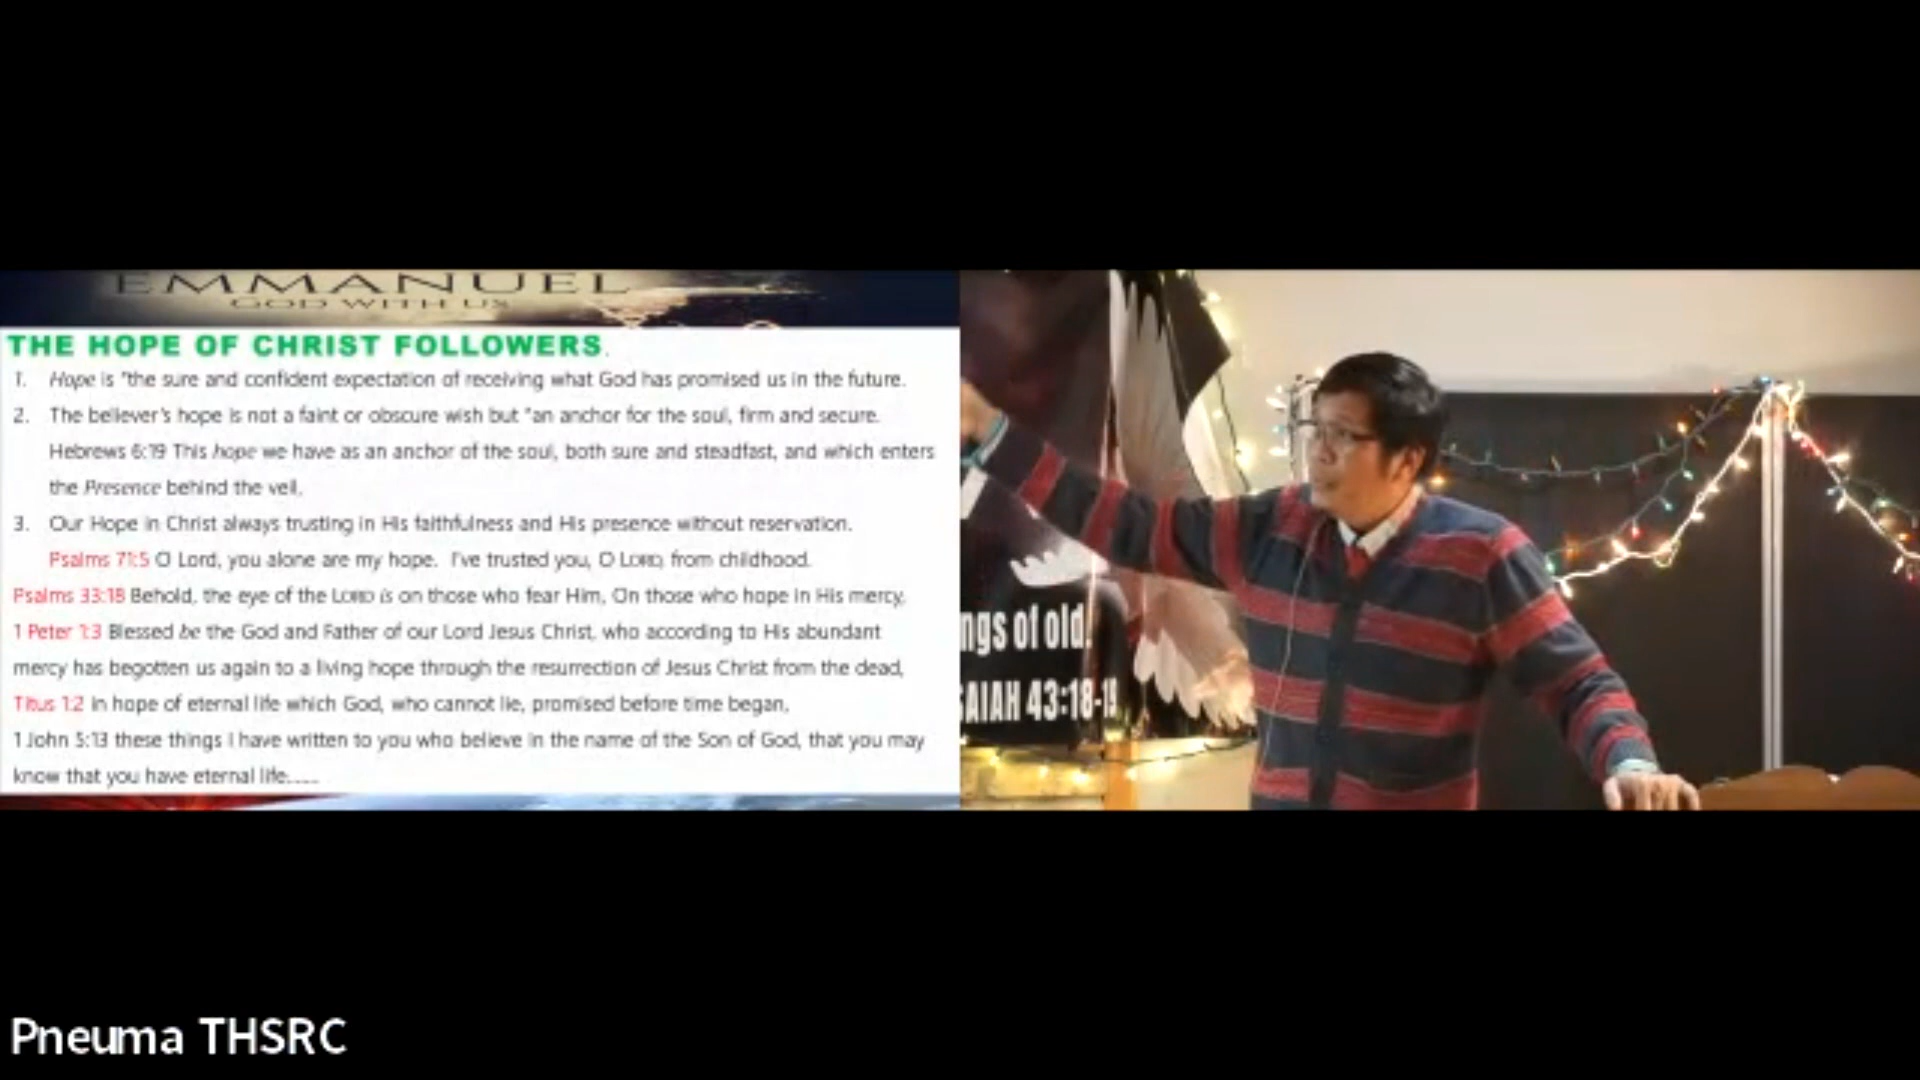 EMMANUEL
GOD WITH US
THE HOPE OF CHRIST FOLLOWERS.
1. Hope is "the sure and confident expectation of receiving what God has promised us in the future.
2. The believer's hope is not a faint or obscure wish but "an anchor for the soul, firm and secure.
Hebrews 6:19 This hope we have as an anchor of the soul, both sure and steadfast, and which enters
the Presence behind the veil,
3. Our Hope in Christ always trusting in His faithfulness and His presence without reservation.
Psalms 71:5 O Lord, you alone are my hope. I've trusted you, O LORD, from childhood.
Psalms 33:18 Behold, the eye of the LORD is on those who fear Him, On those who hope in His mercy,
1 Peter 1:3 Blessed be the God and Father of our Lord Jesus Christ, who according to His abundant
mercy has begotten us again to a living hope through the resurrection of Jesus Christ from the dead,
Titus 1:2 in hope of eternal life which God, who cannot lie, promised before time began,
1 John 5:13 these things I have written to you who believe in the name of the Son of God, that you may
know that you have eternal life......
ngs of old.
SAIAH 43:18-19
Pneuma THSRC